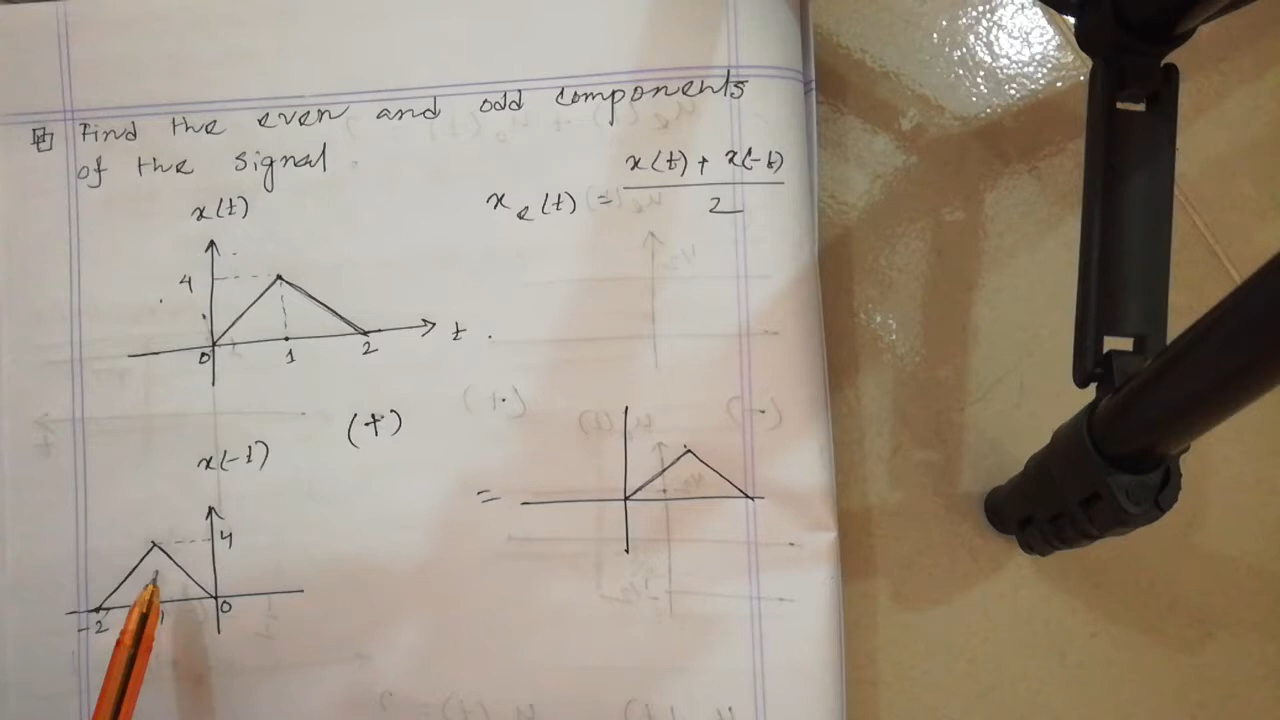 Find the even and odd components
of the signal.
x(t)
xe(t) = x(t) + x(-t)
2
4
0 1 2 t
(+)
x(-t)
=
4
-2 0